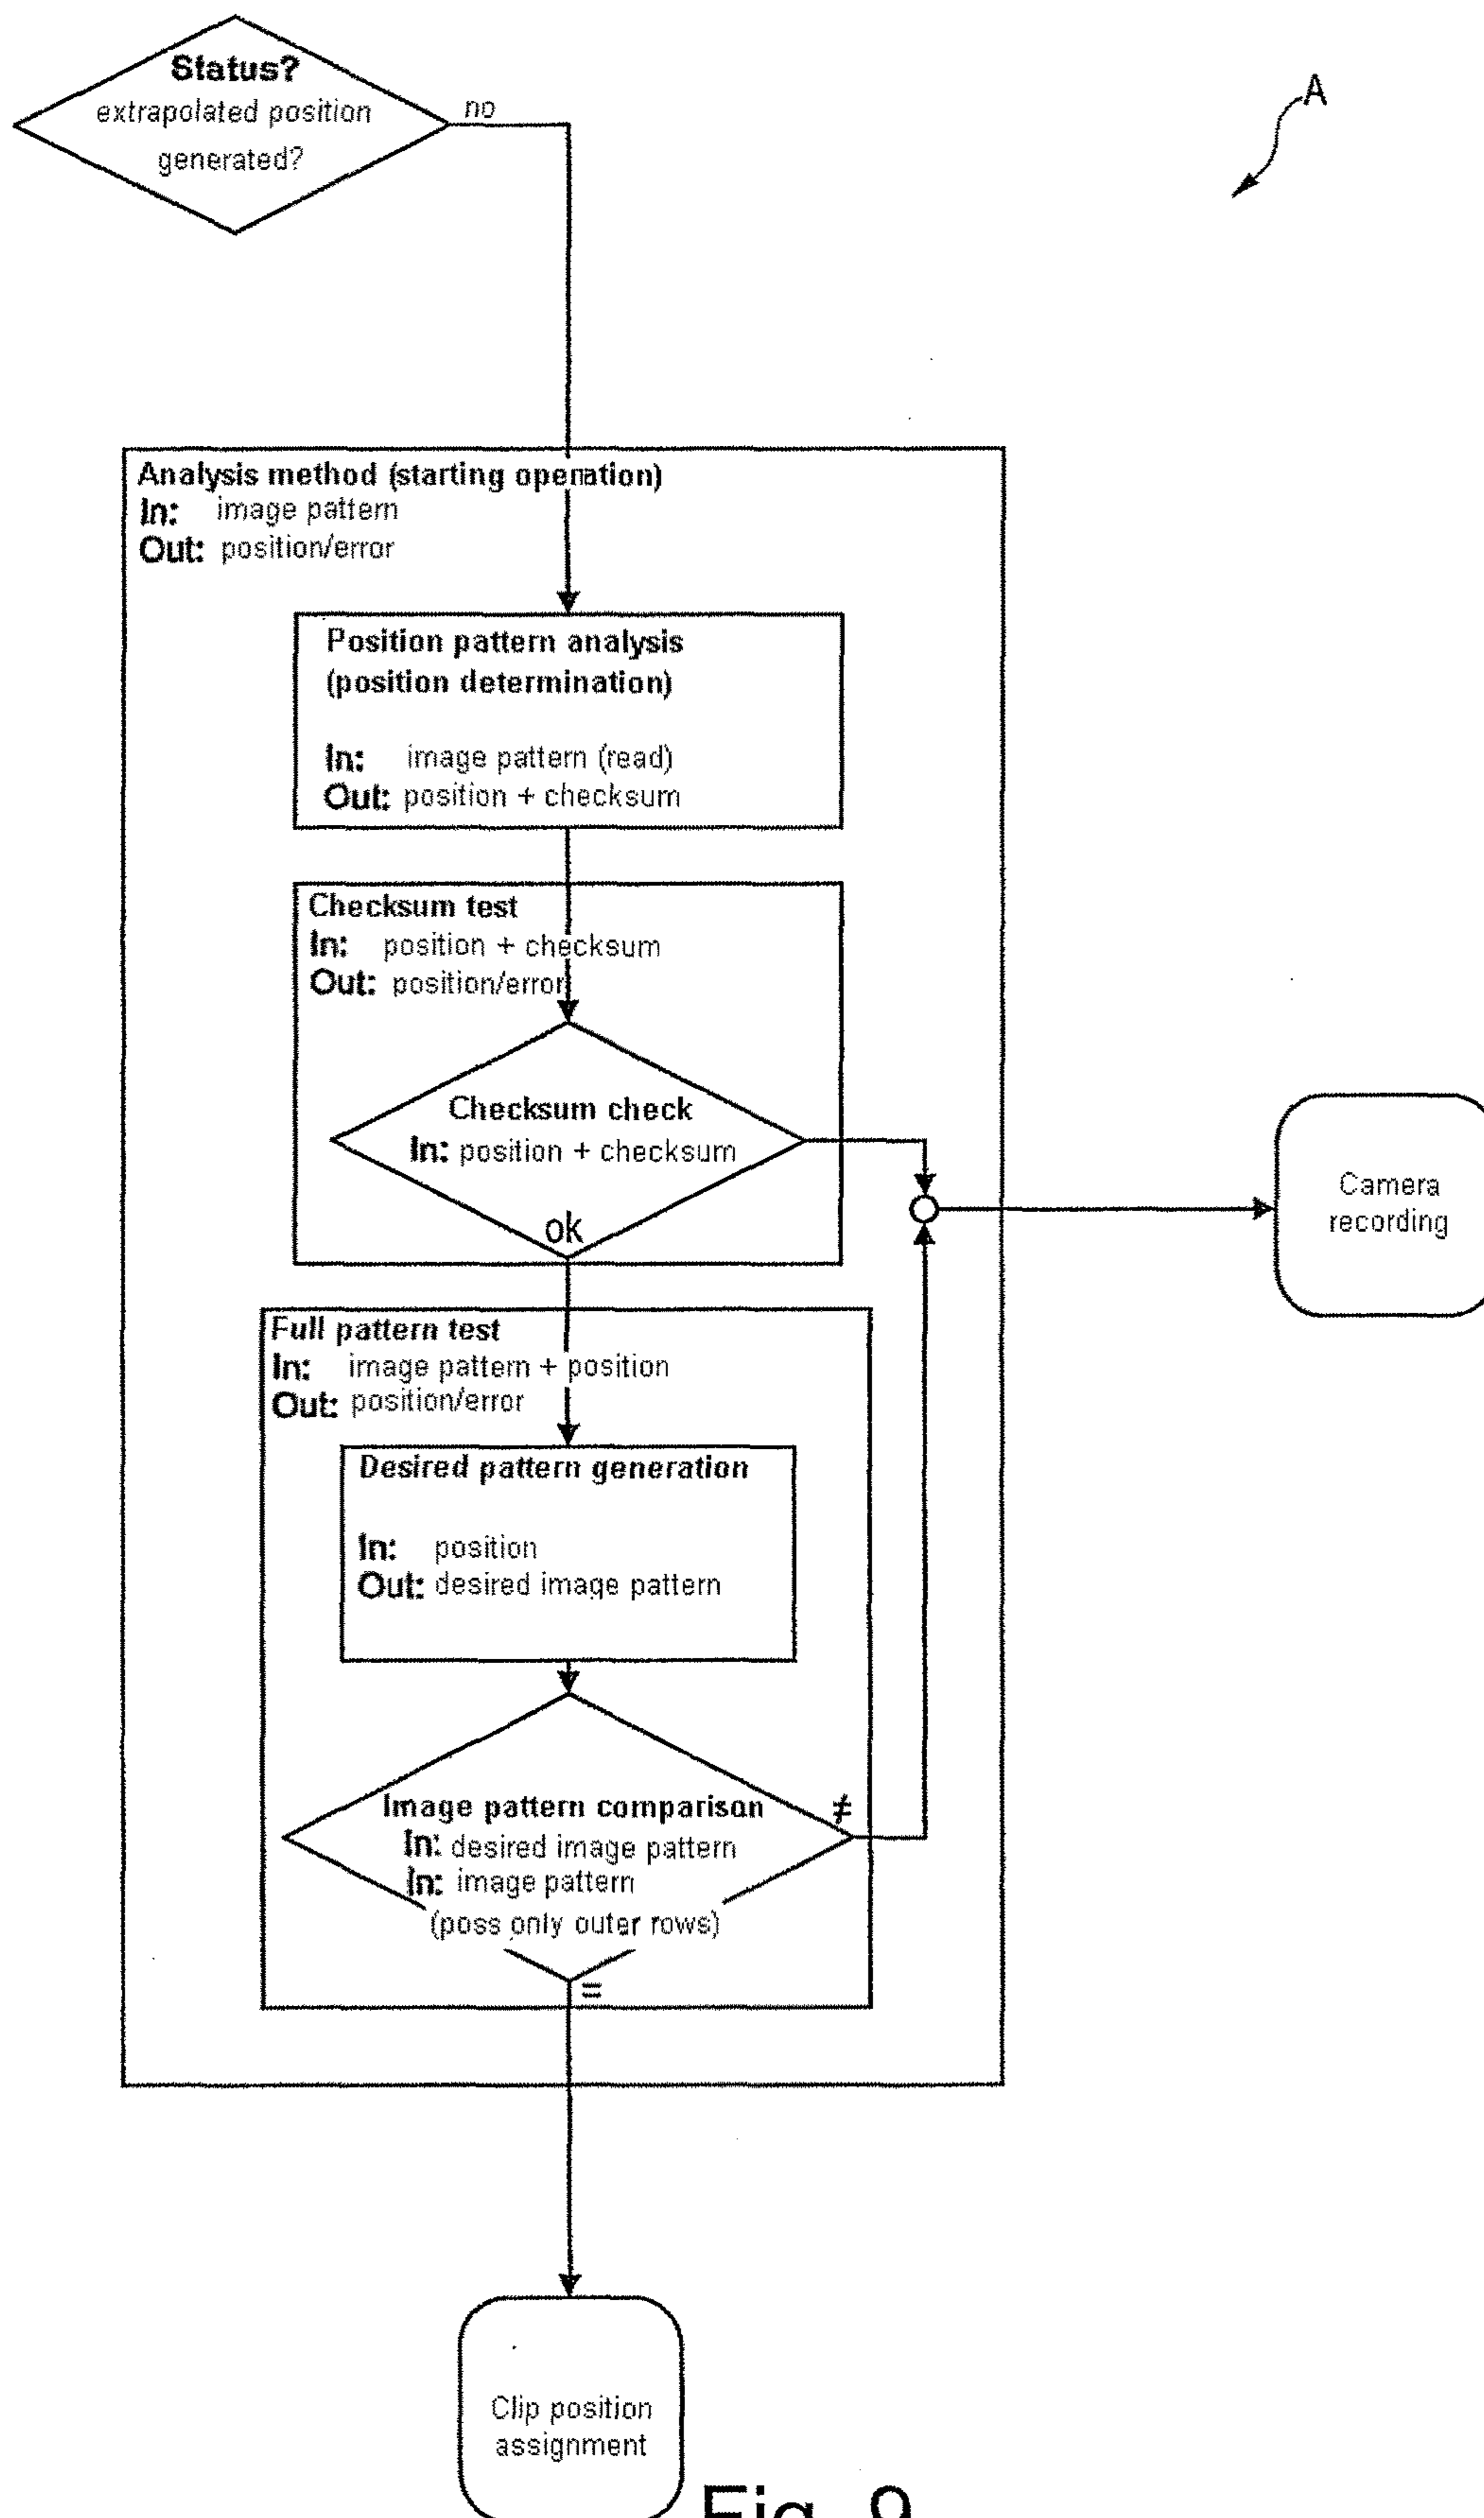 Status?
extrapolated position
generated?
no
A
Analysis method (starting operation)
In: image pattern
Out: position/error
Position pattern analysis
(position determination)
In: image pattern (read)
Out: position + checksum
Checksum test
In: position + checksum
Out: position/error
Checksum check
In: position + checksum
ok
Camera
recording
Full pattern test
In: image pattern + position
Out: position/error
Desired pattern generation
In: position
Out: desired image pattern
Image pattern comparison
≠
In: desired image pattern
In: image pattern
(poss only outer rows)
=
Clip position
assignment
Fig. 9